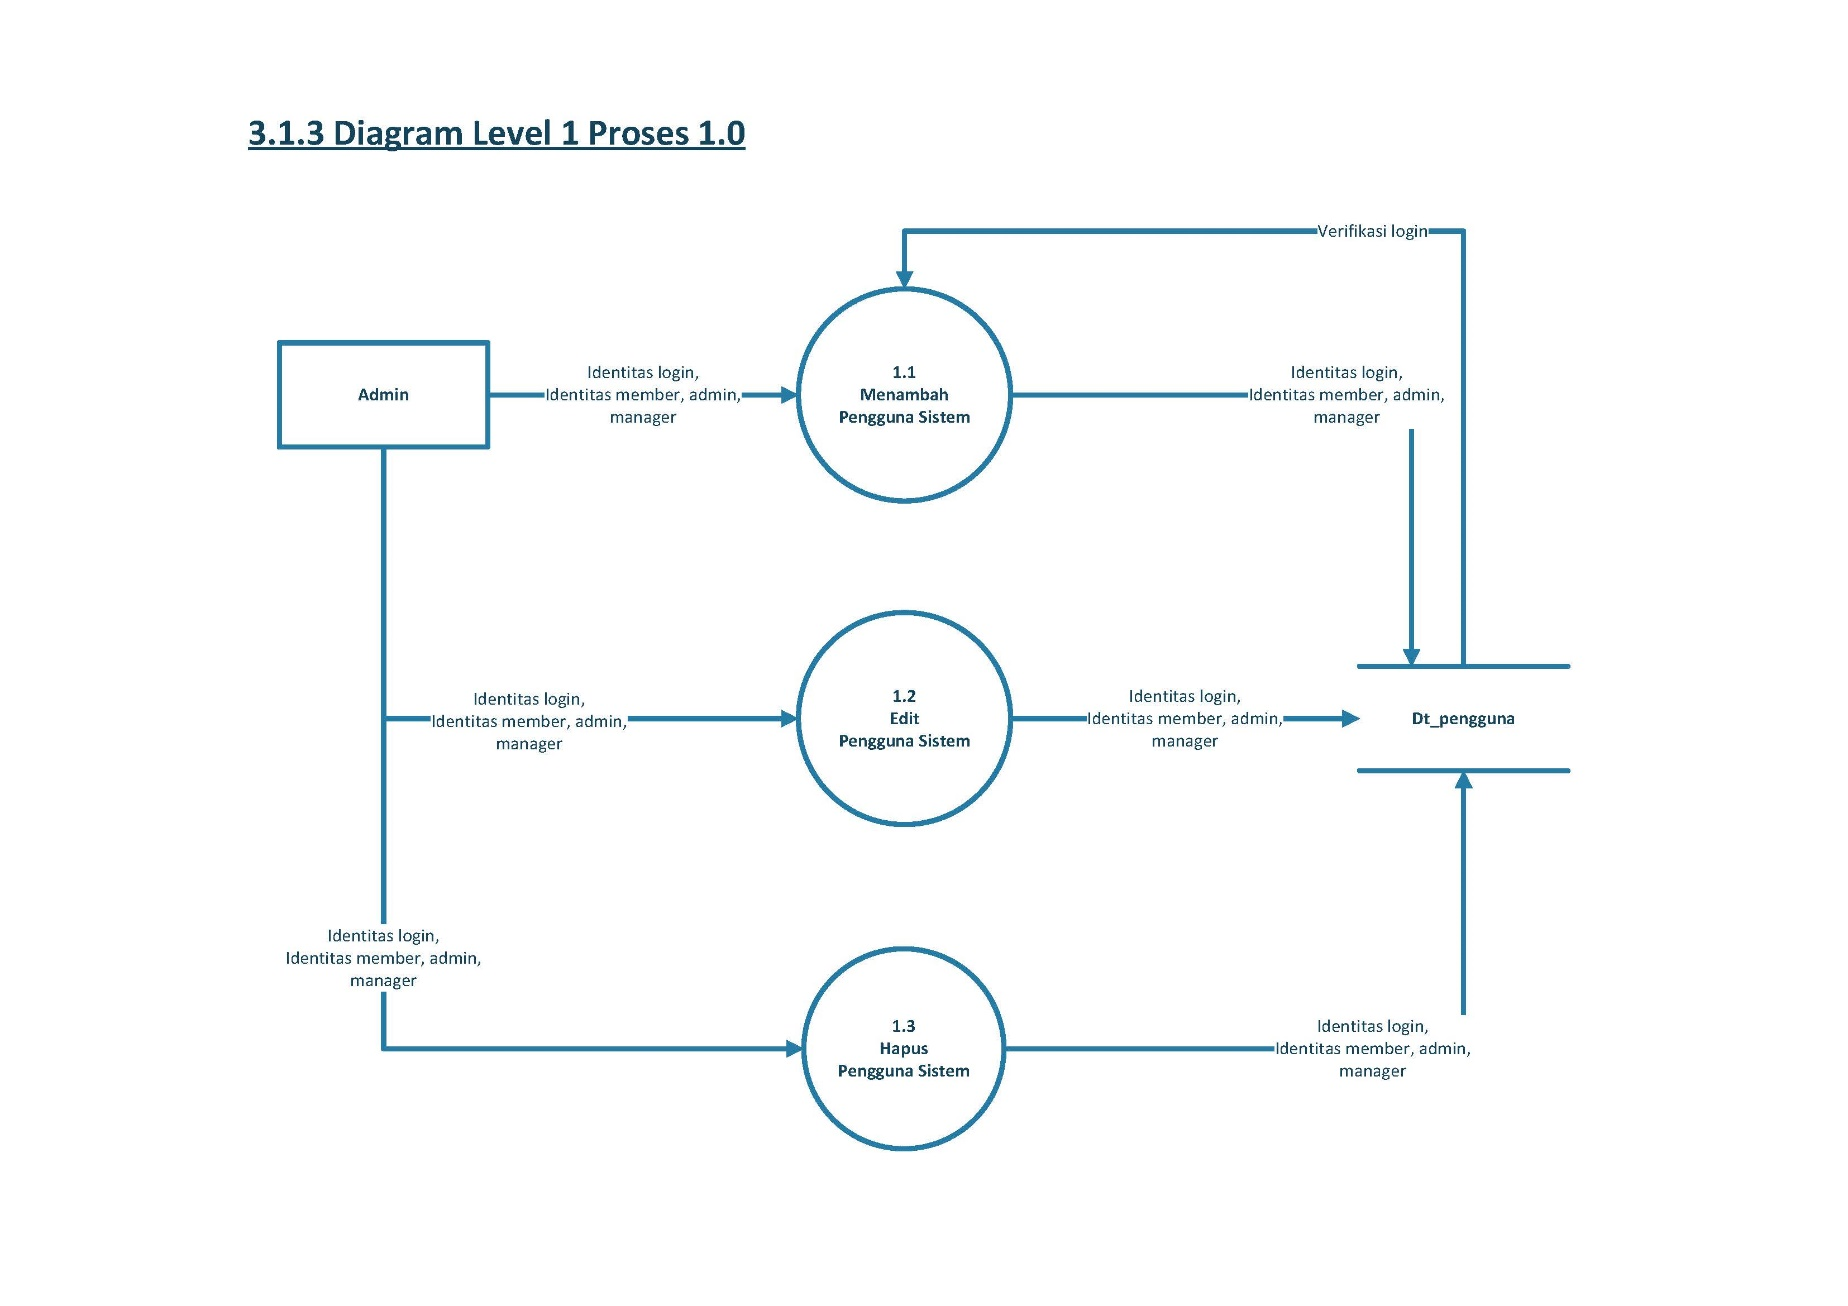 3.1.3 Diagram Level 1 Proses 1.0
Verifikasi login
Admin
Identitas login,
Identitas member, admin,
manager
1.1
Menambah
Pengguna Sistem
Identitas login,
Identitas member, admin,
manager
Identitas login,
Identitas member, admin,
manager
1.2
Edit
Pengguna Sistem
Identitas login,
Identitas member, admin,
manager
Dt_pengguna
Identitas login,
Identitas member, admin,
manager
1.3
Hapus
Pengguna Sistem
Identitas login,
Identitas member, admin,
manager